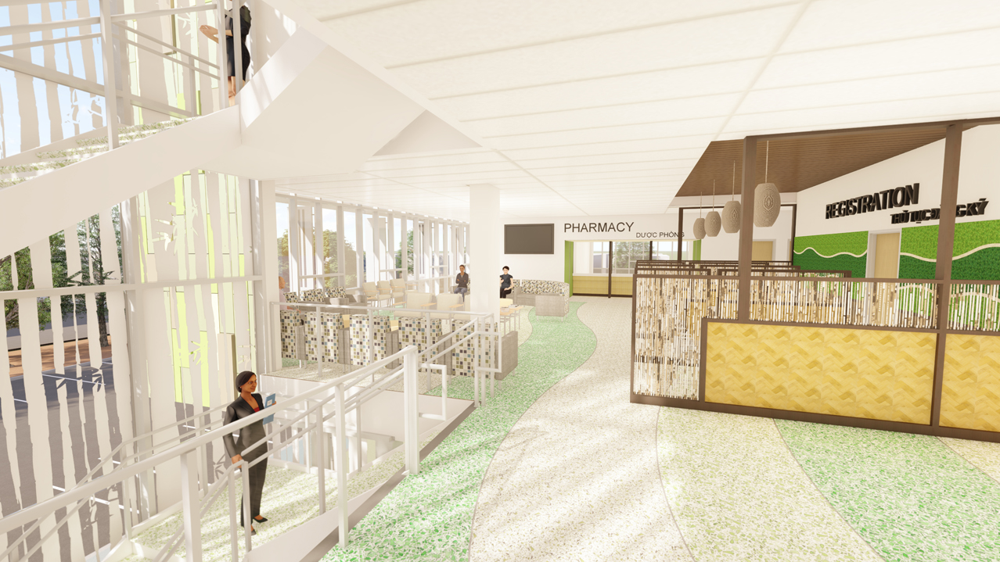 PHARMACY
DƯỢC PHÒNG
REGISTRATION